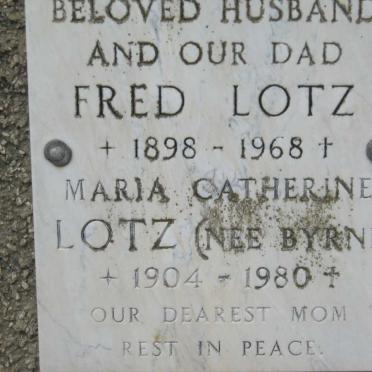 BELOVED HUSBAND
AND OUR DAD
FRED LOTZ
+ 1898 - 1968 †
MARIA CATHERINE
LOTZ (NEE BYRN
+ 1904 - 1980 †
OUR DEAREST MOM
REST IN PEACE.